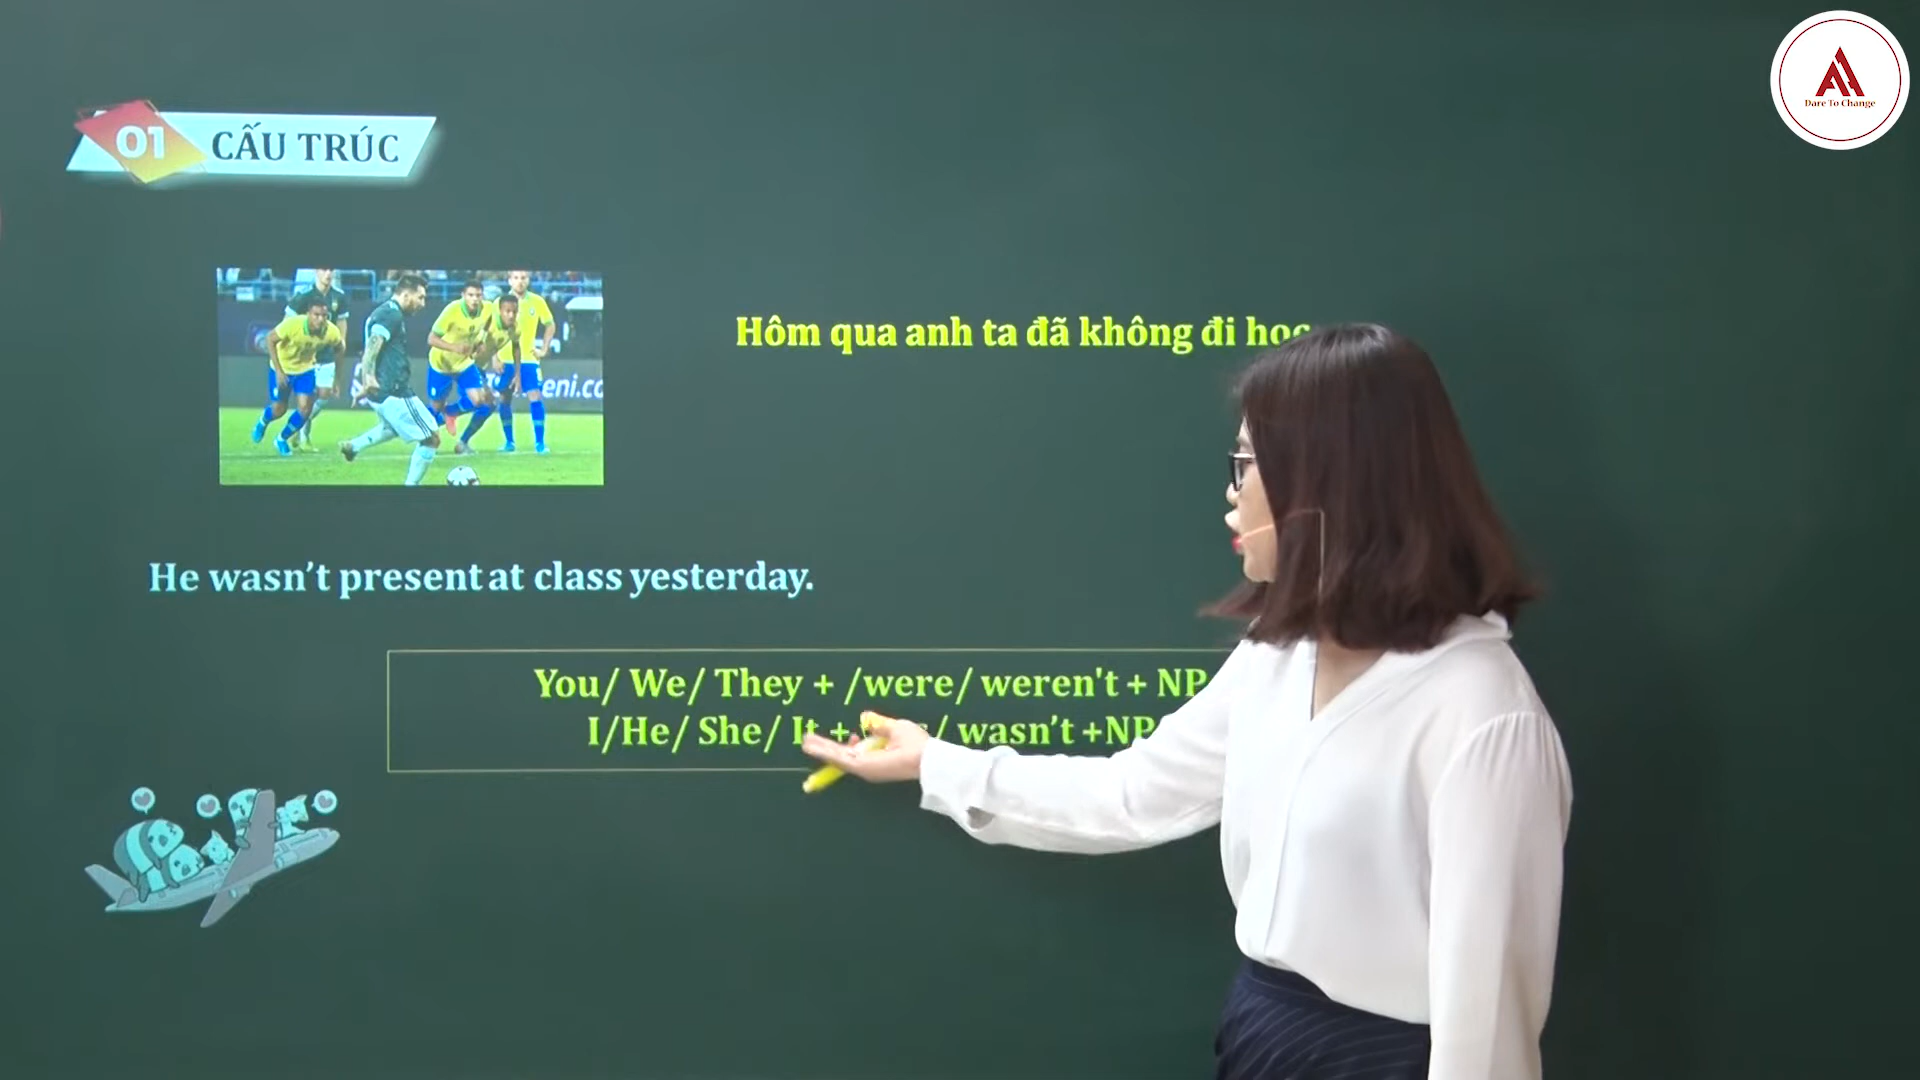 Dare To Change
01 CẤU TRÚC
Hôm qua anh ta đã không đi học
eni.co
He wasn’t present at class yesterday.
You/ We/ They + /were/ weren't + NP
I/He/ She/ It + / wasn’t +NP